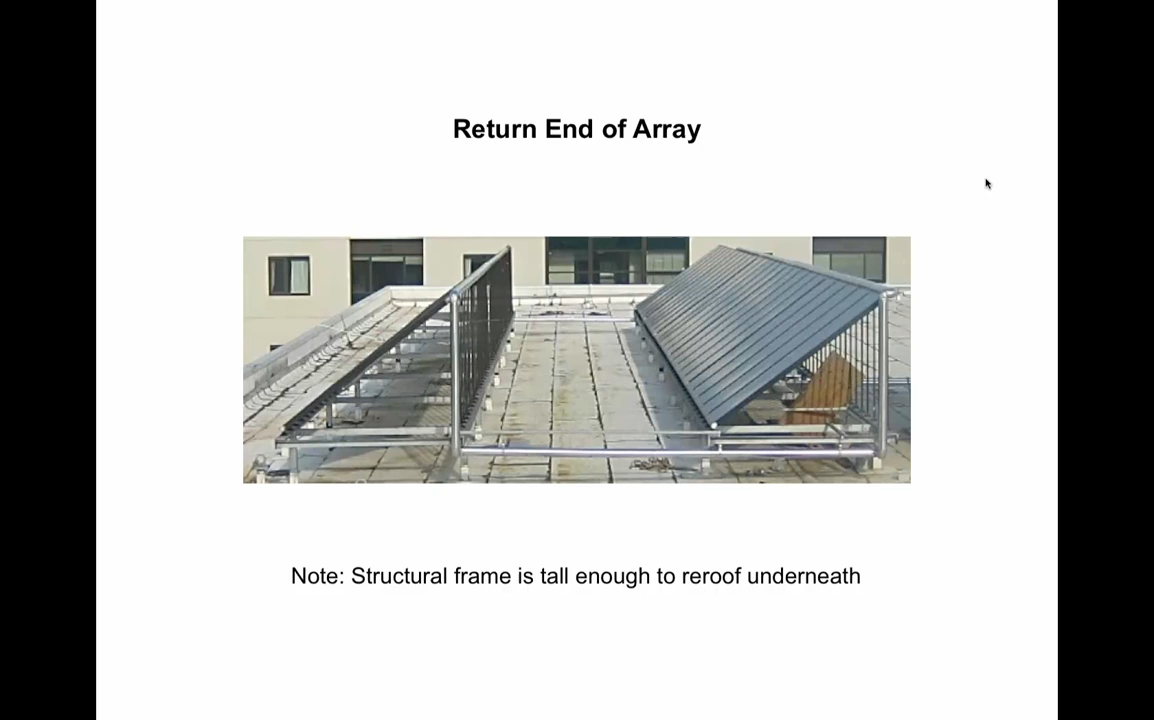 Return End of Array
Note: Structural frame is tall enough to reroof underneath